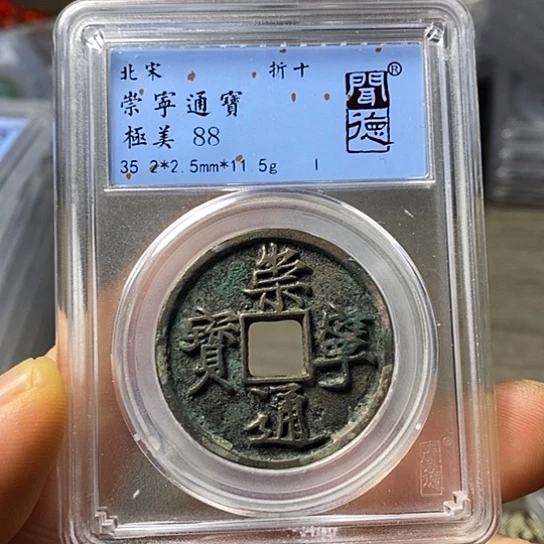 北宋 折十
崇寧通寶
極美 88
35.2*2.5mm*11.5g
聞德®
崇寧通寶